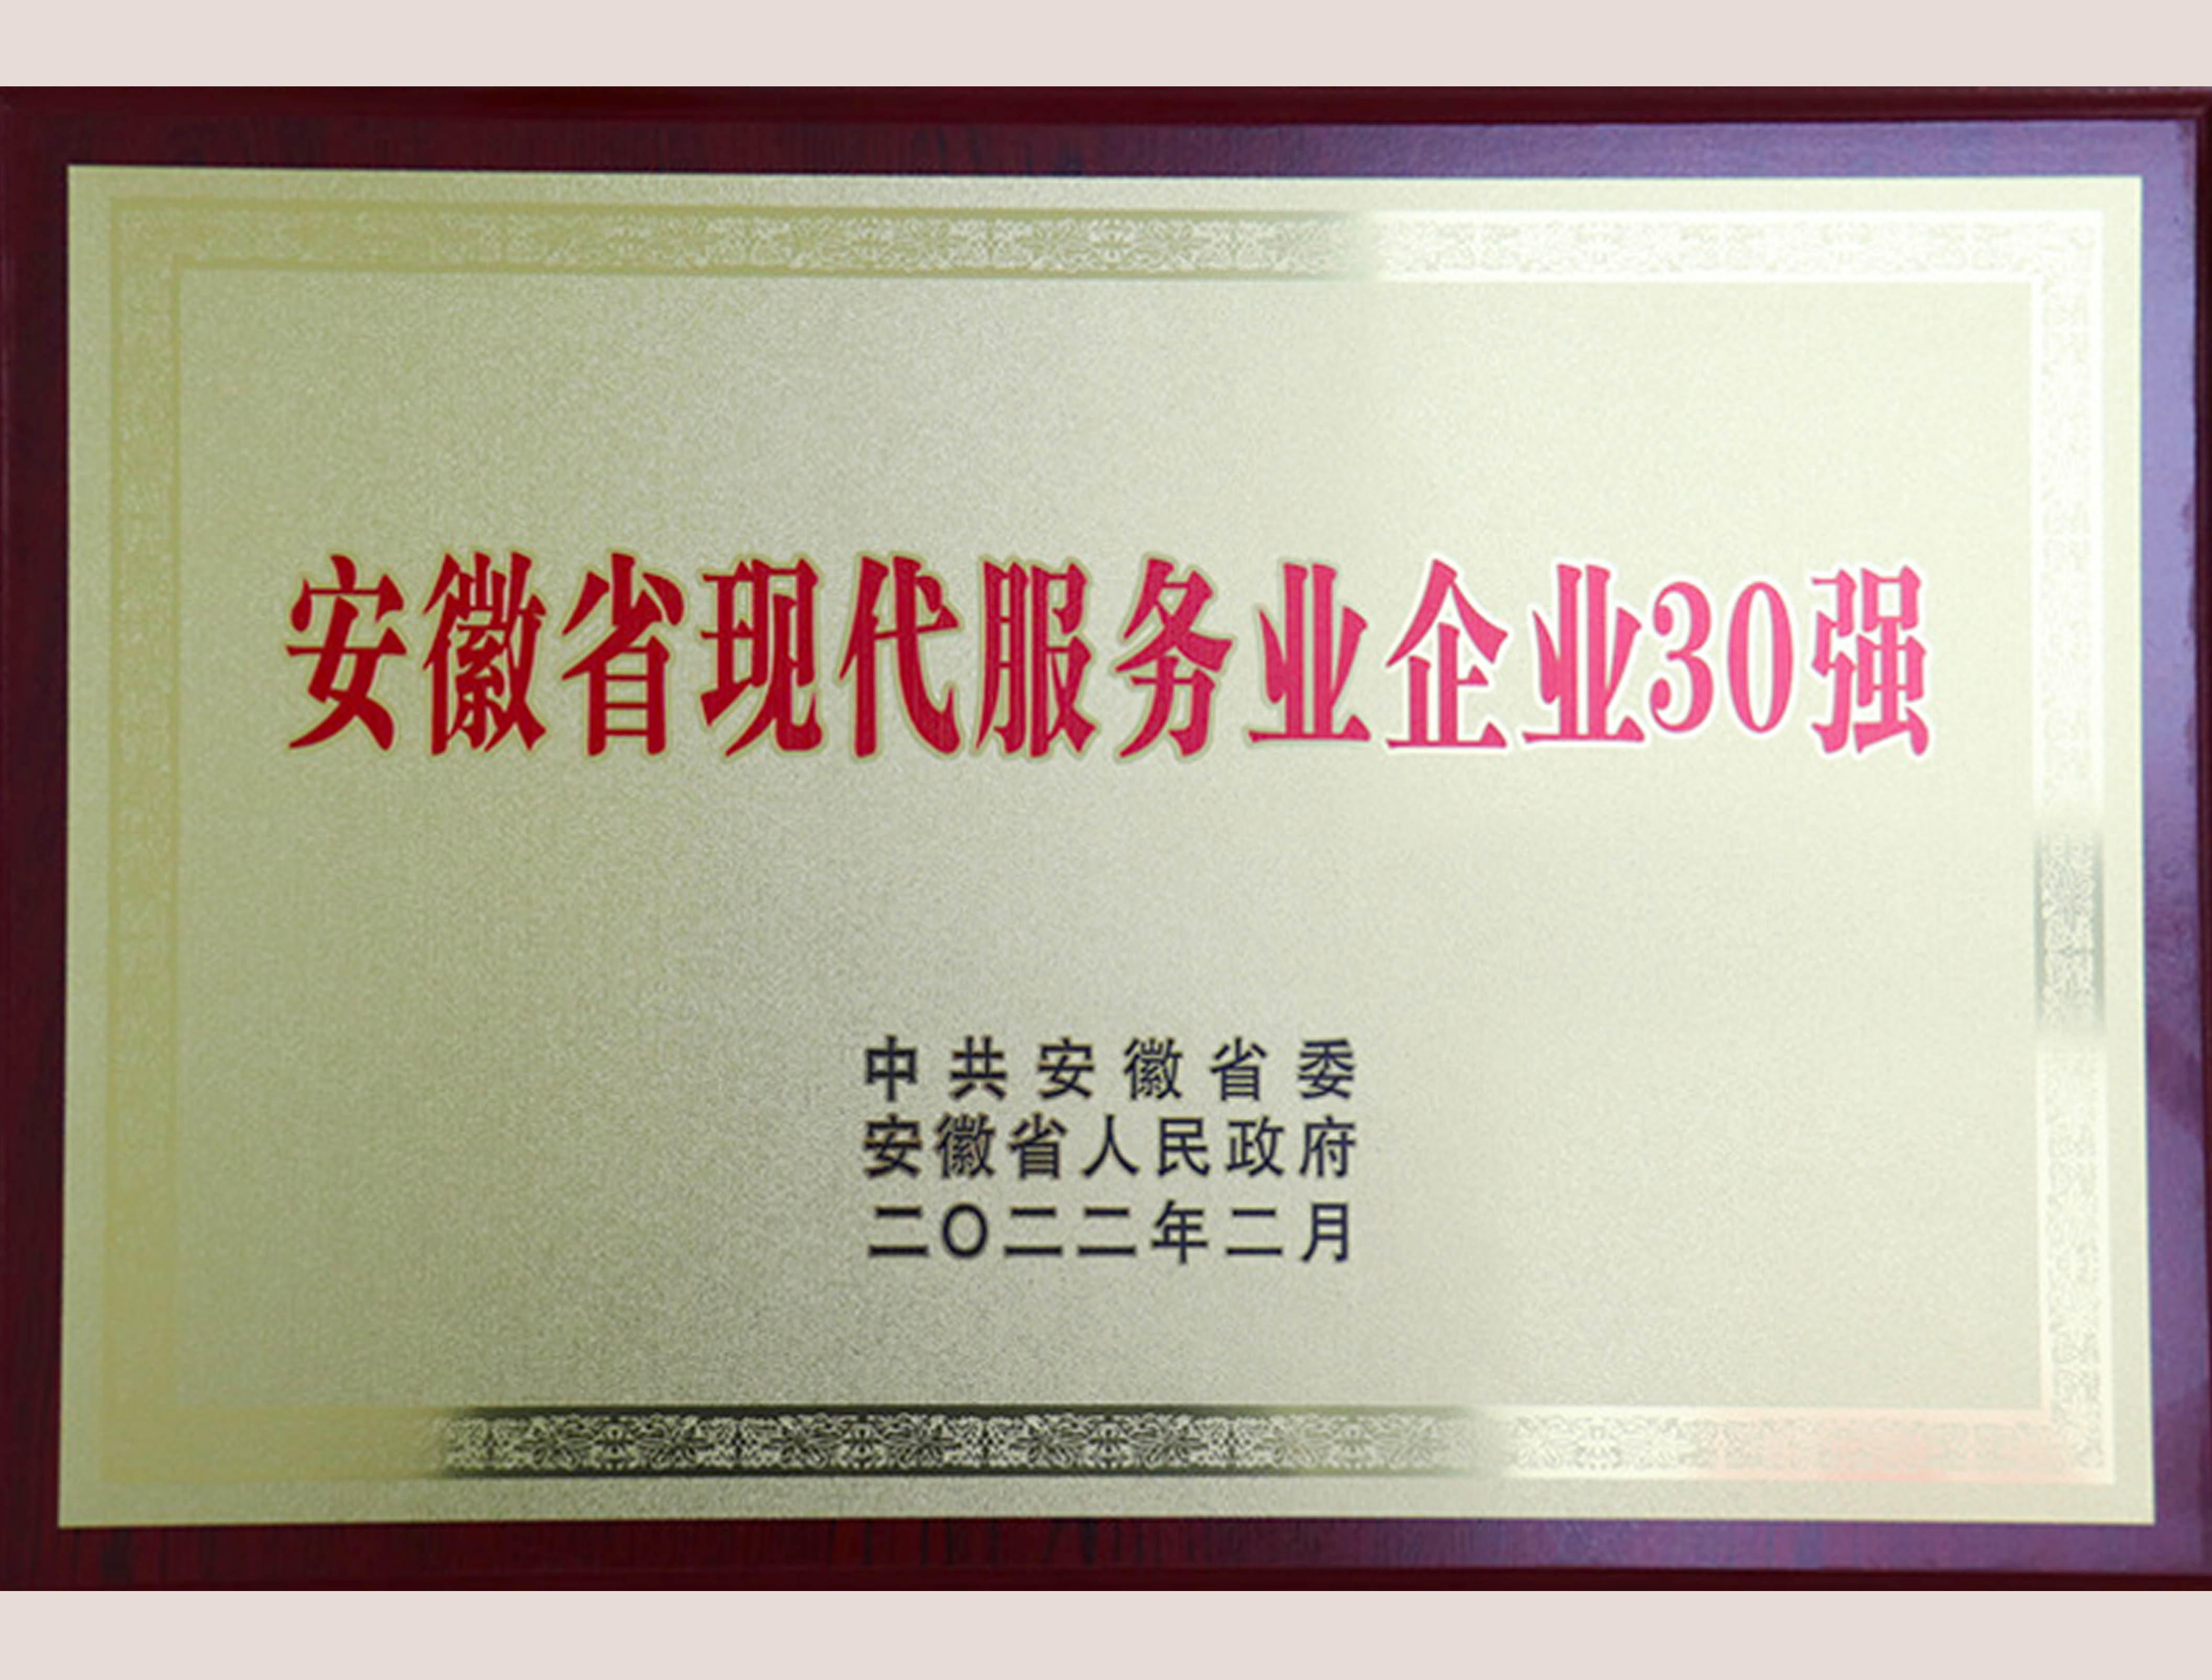 安徽省现代服务业企业30强
中共安徽省委
安徽省人民政府
二〇二二年二月